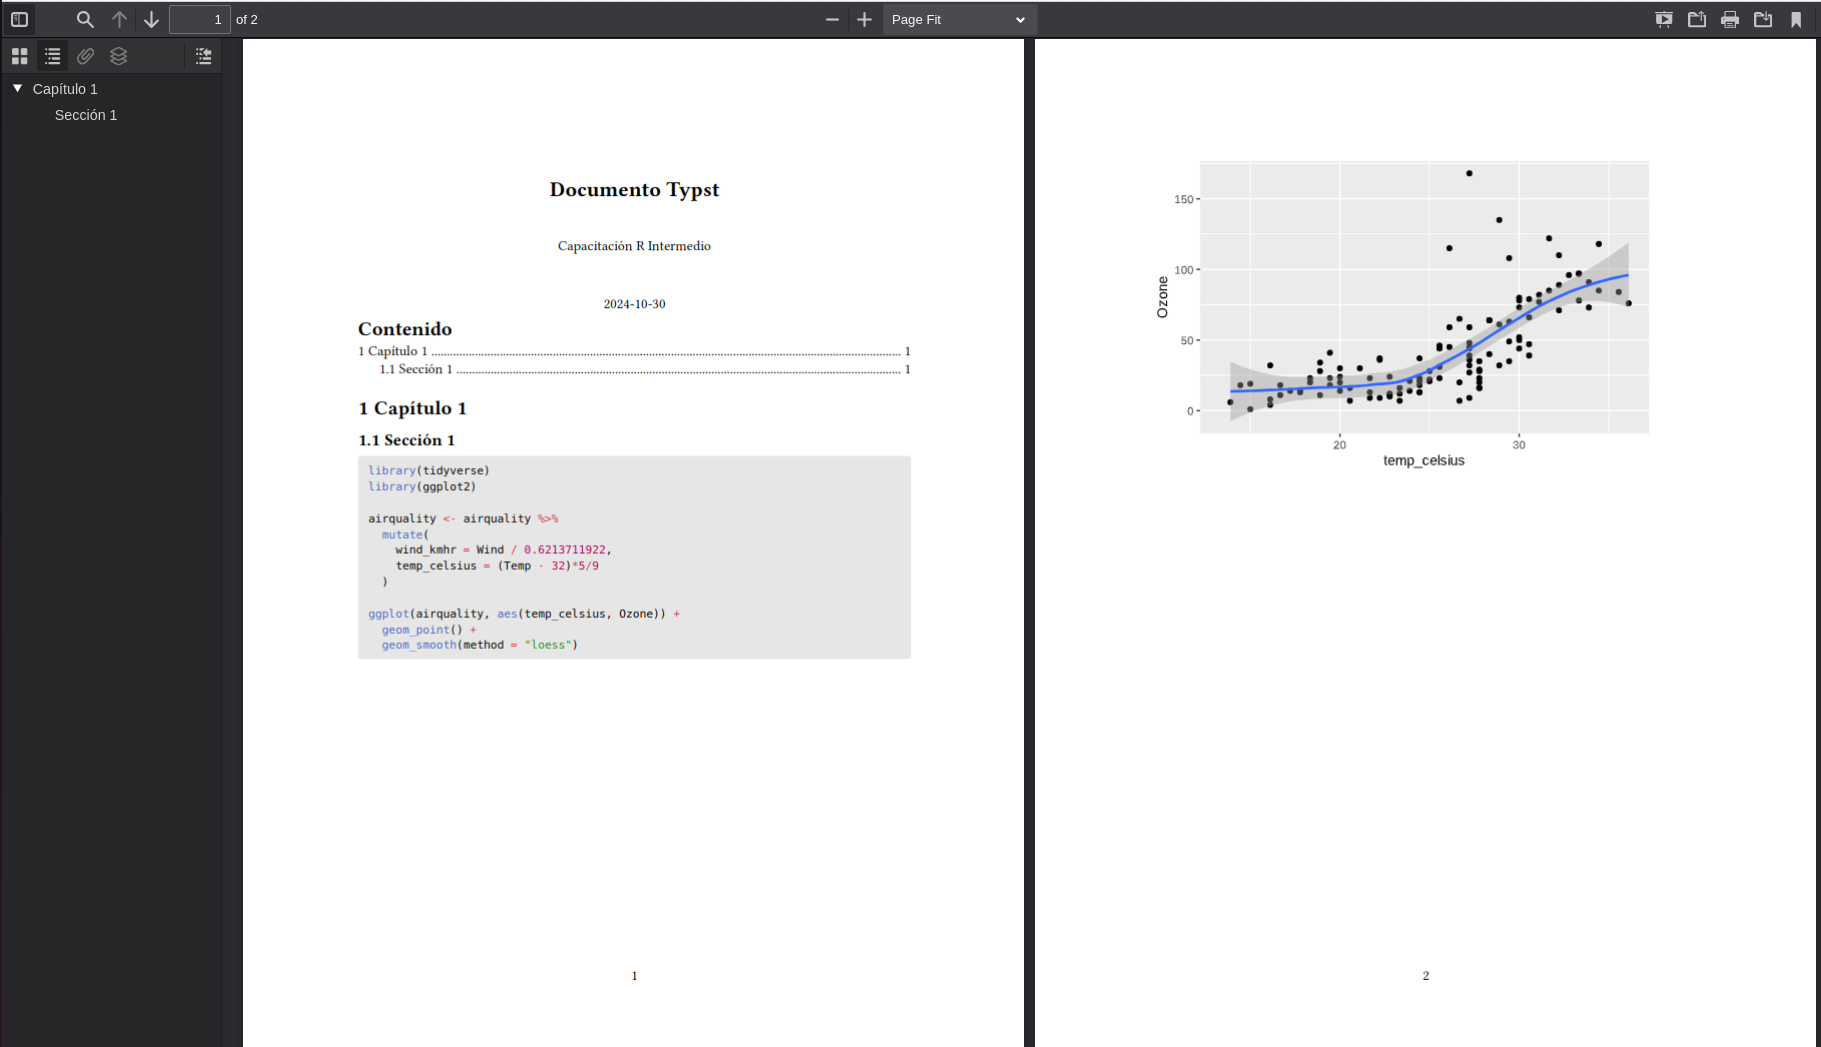 1 of 2
Page Fit
Capítulo 1
Sección 1
Documento Typst
Capacitación R Intermedio
2024-10-30
Contenido
1 Capítulo 1 ........................................ 1
1.1 Sección 1 ........................................ 1
1 Capítulo 1
1.1 Sección 1
library(tidyverse)
library(ggplot2)
airquality <- airquality %>%
  mutate(
    wind_kmhr = Wind / 0.6213711922,
    temp_celsius = (Temp - 32)*5/9
  )
ggplot(airquality, aes(temp_celsius, Ozone)) +
  geom_point() +
  geom_smooth(method = "loess")
1
150
100
50
0
Ozone
20 30
temp_celsius
2